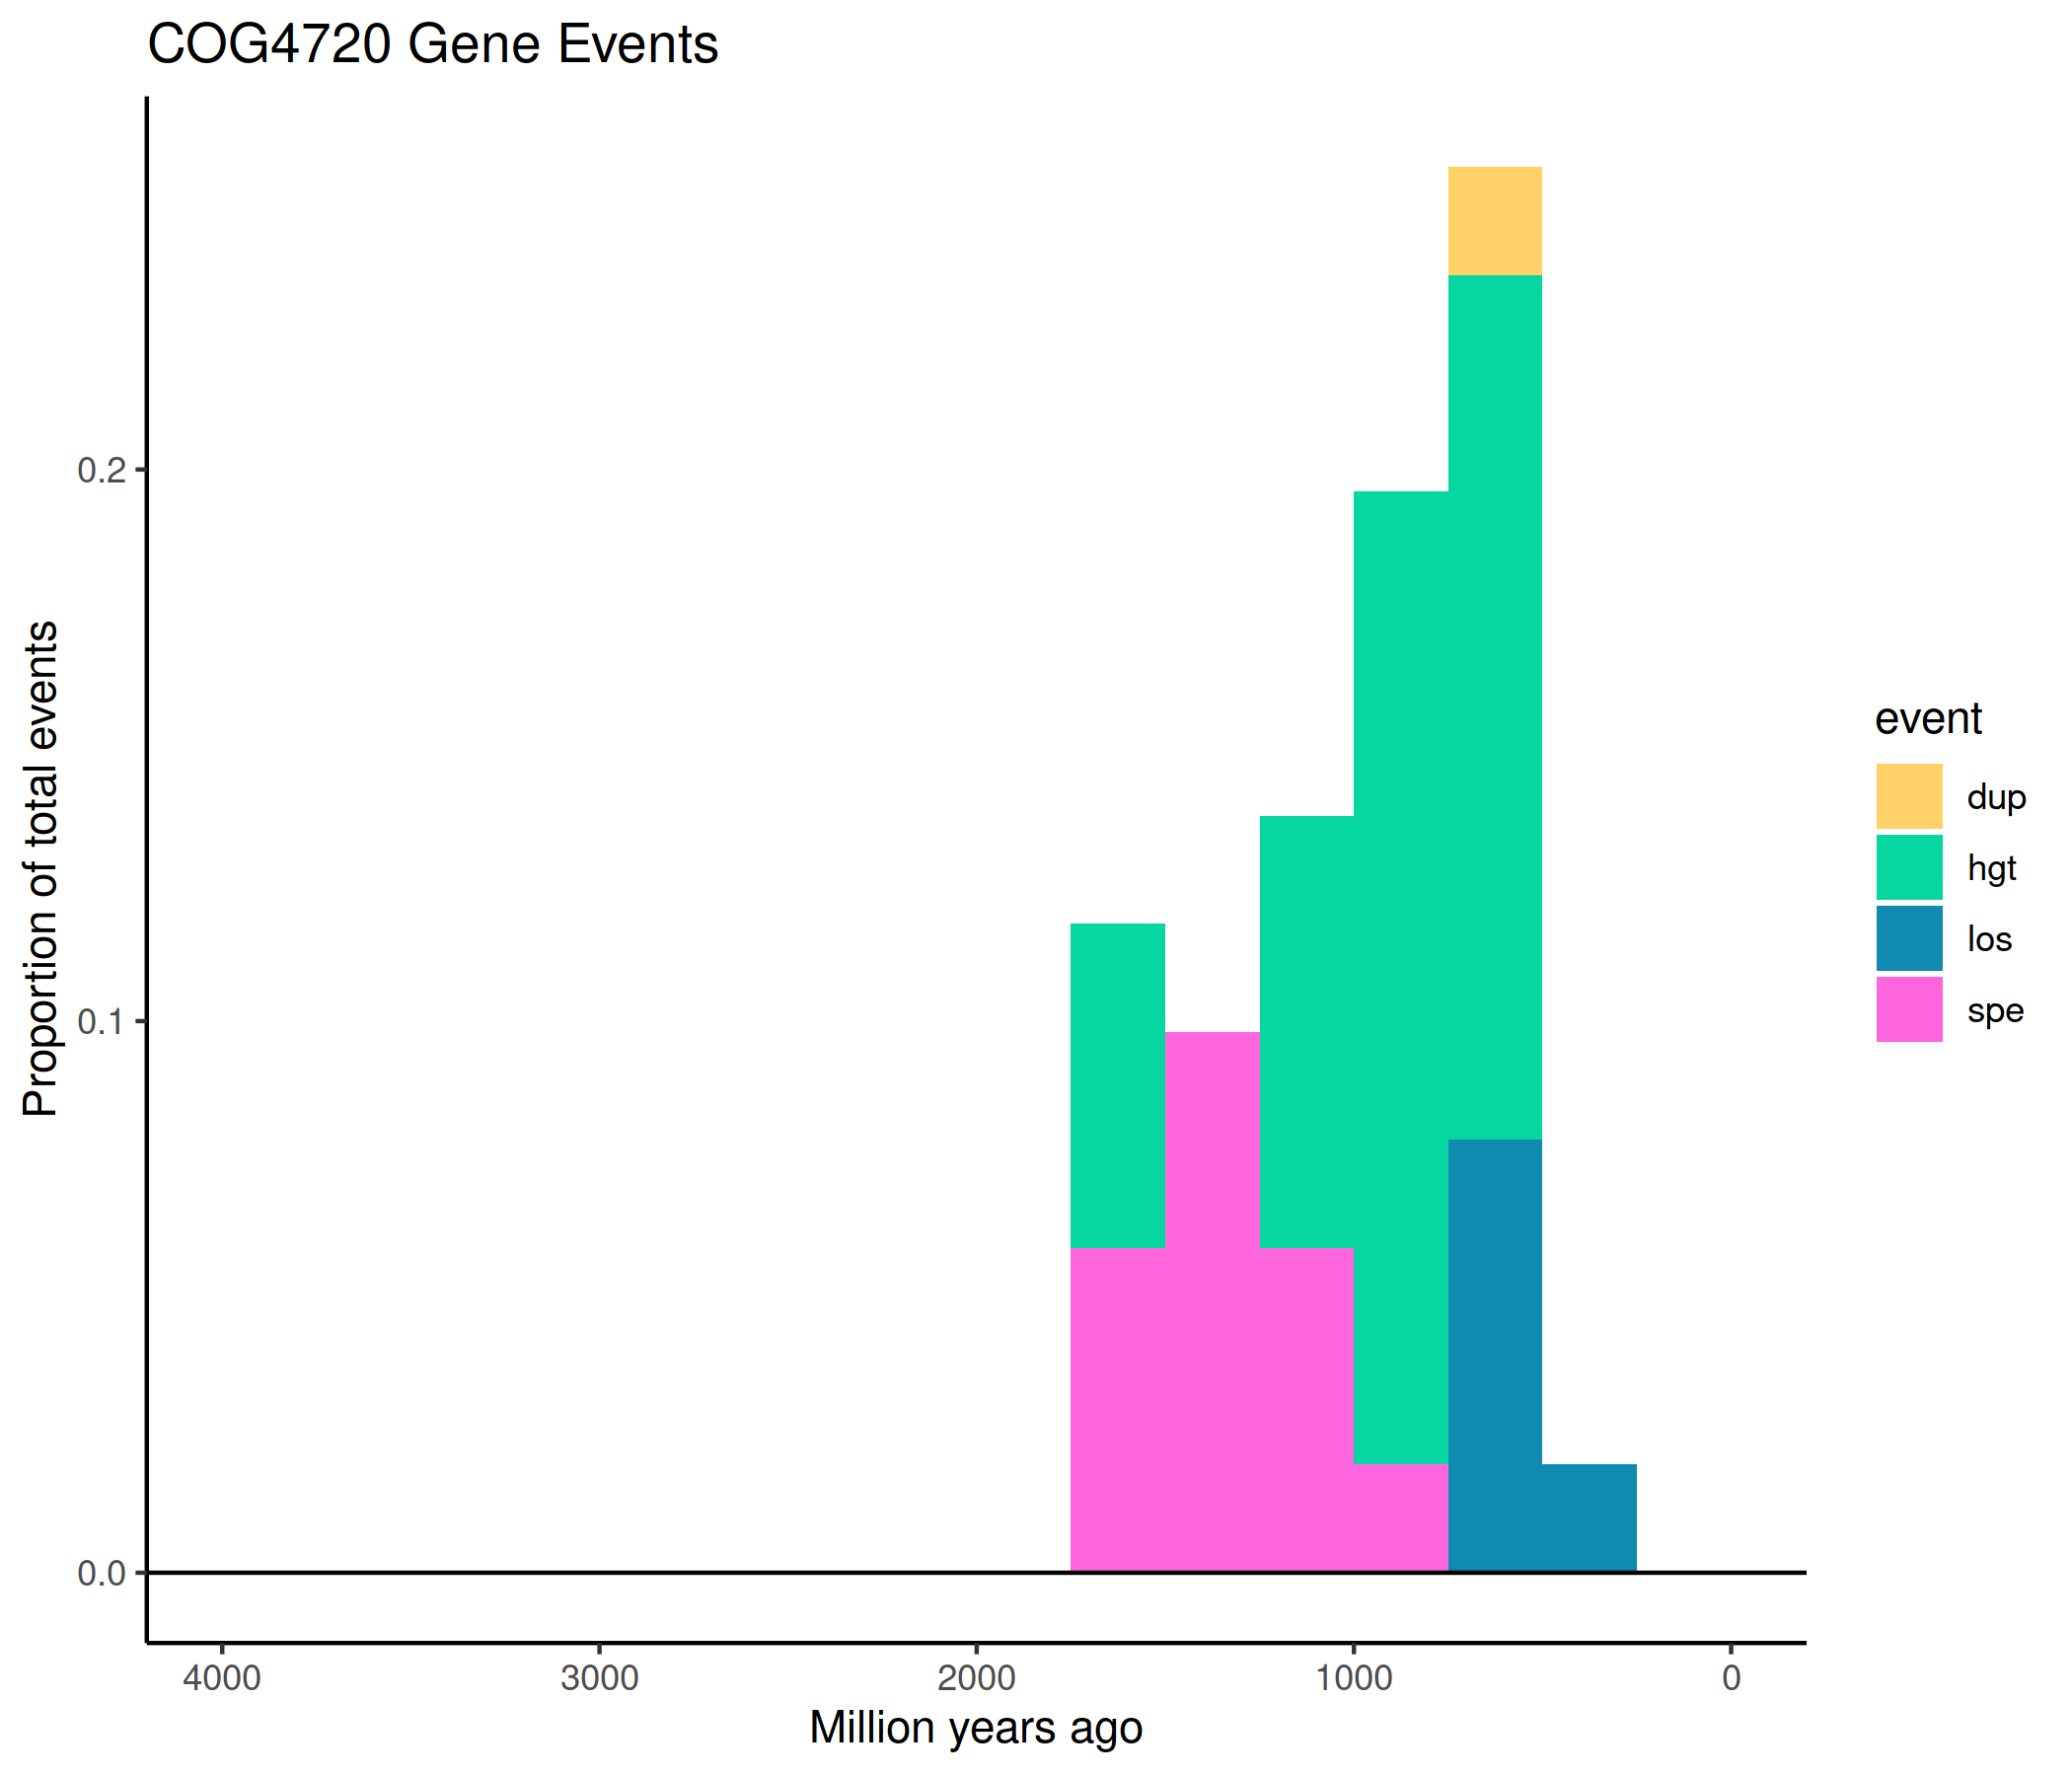 COG4720 Gene Events
Proportion of total events
0.2
0.1
0.0
4000 3000 2000 1000 0
Million years ago
event
dup
hgt
los
spe